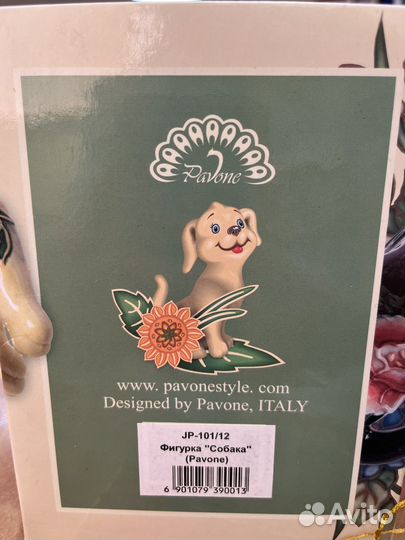 Pavone
www. pavonestyle. com
Designed by Pavone, ITALY
JP-101/12
Фигурка "Собака"
(Pavone)
6 901079 390013
Avito